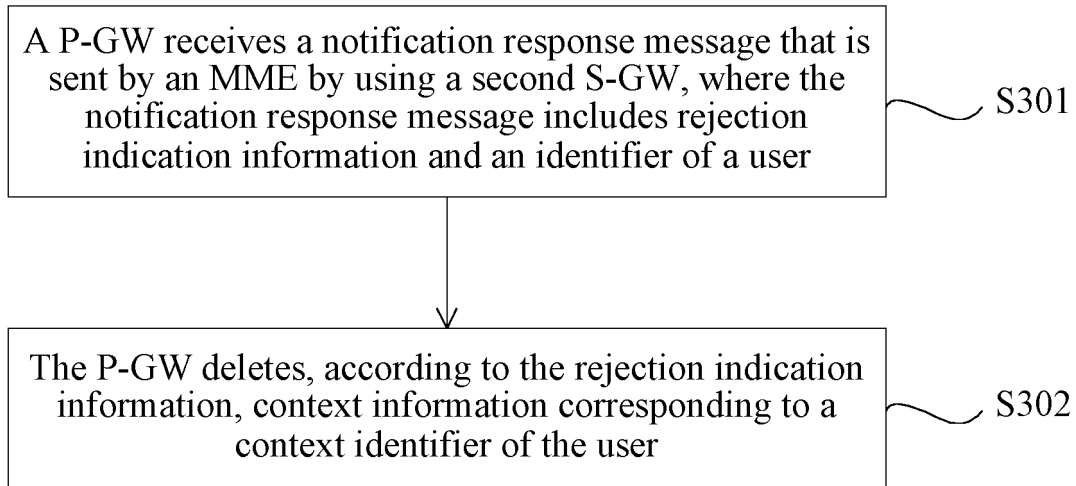 A P-GW receives a notification response message that is
sent by an MME by using a second S-GW, where the
notification response message includes rejection
indication information and an identifier of a user
S301
The P-GW deletes, according to the rejection indication
information, context information corresponding to a
context identifier of the user
S302